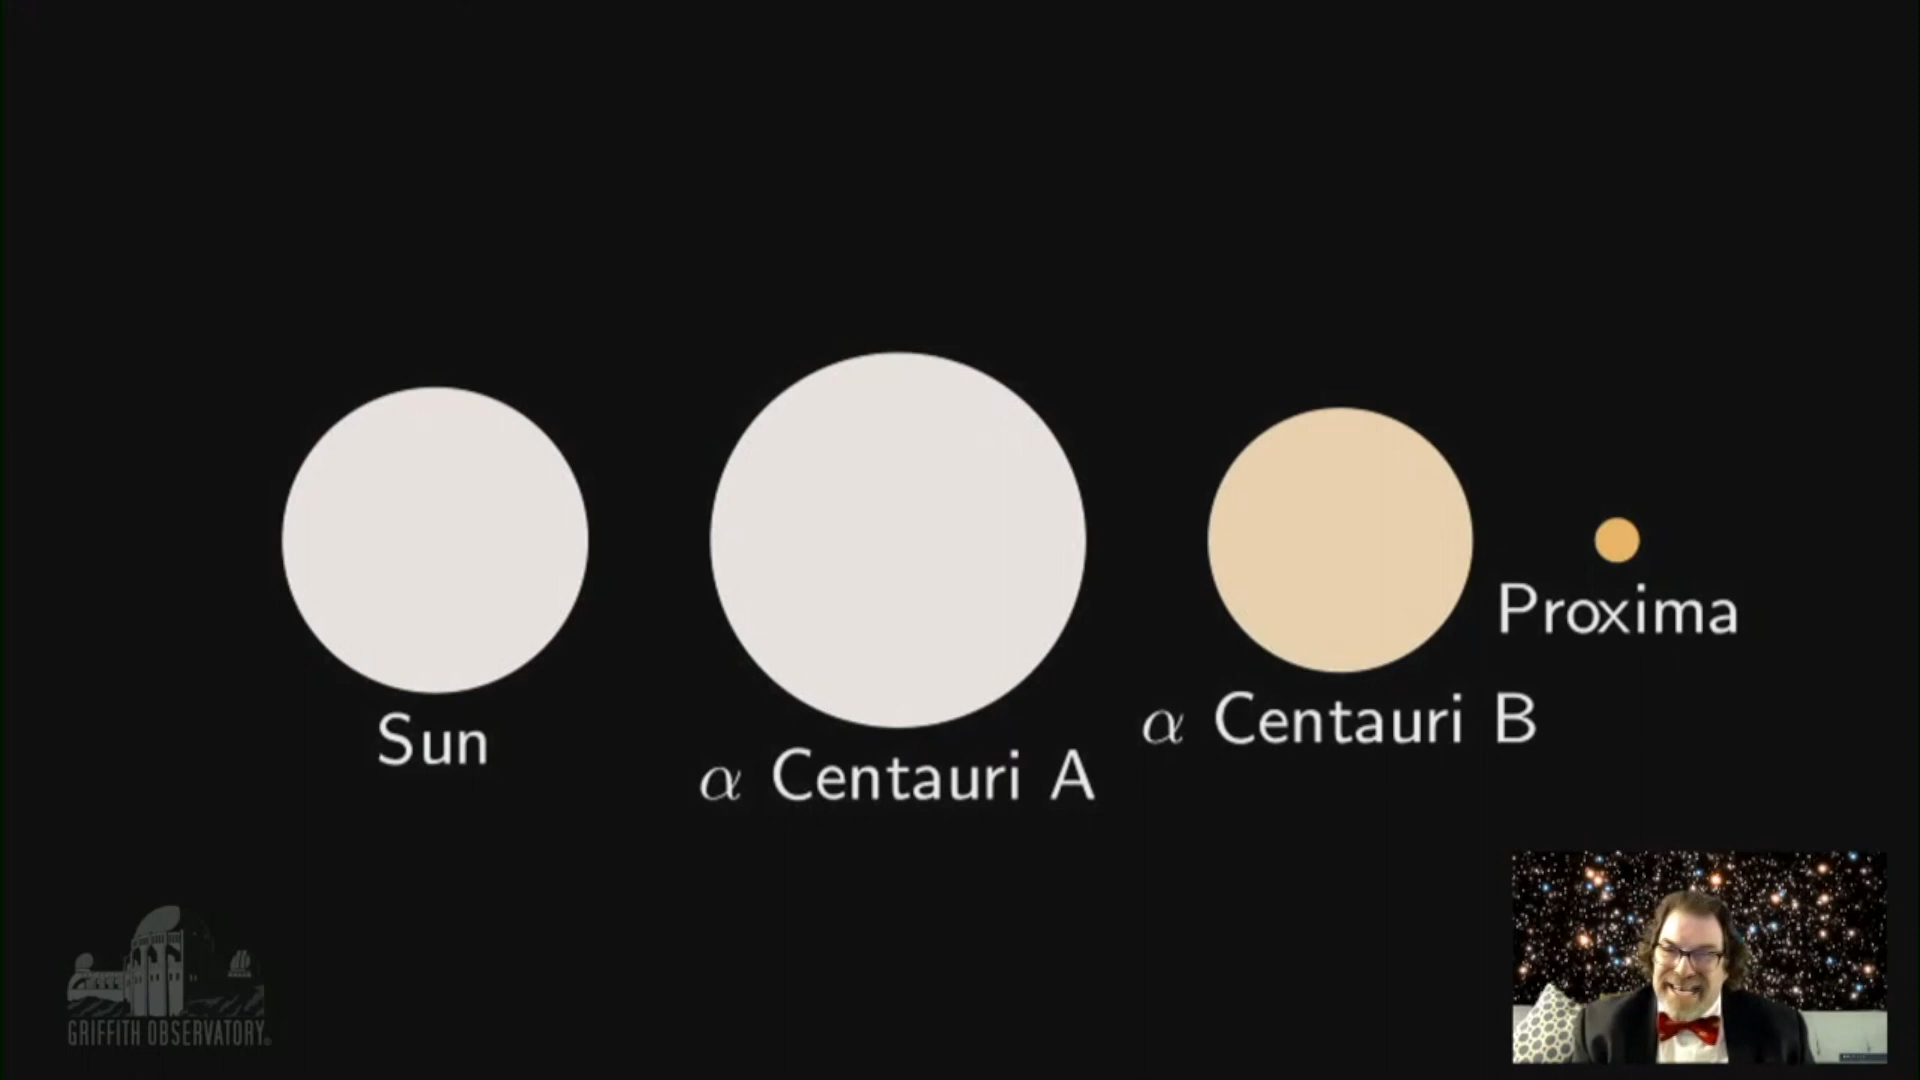 Sun
α Centauri A
α Centauri B
Proxima
GRIFFITH OBSERVATORY®